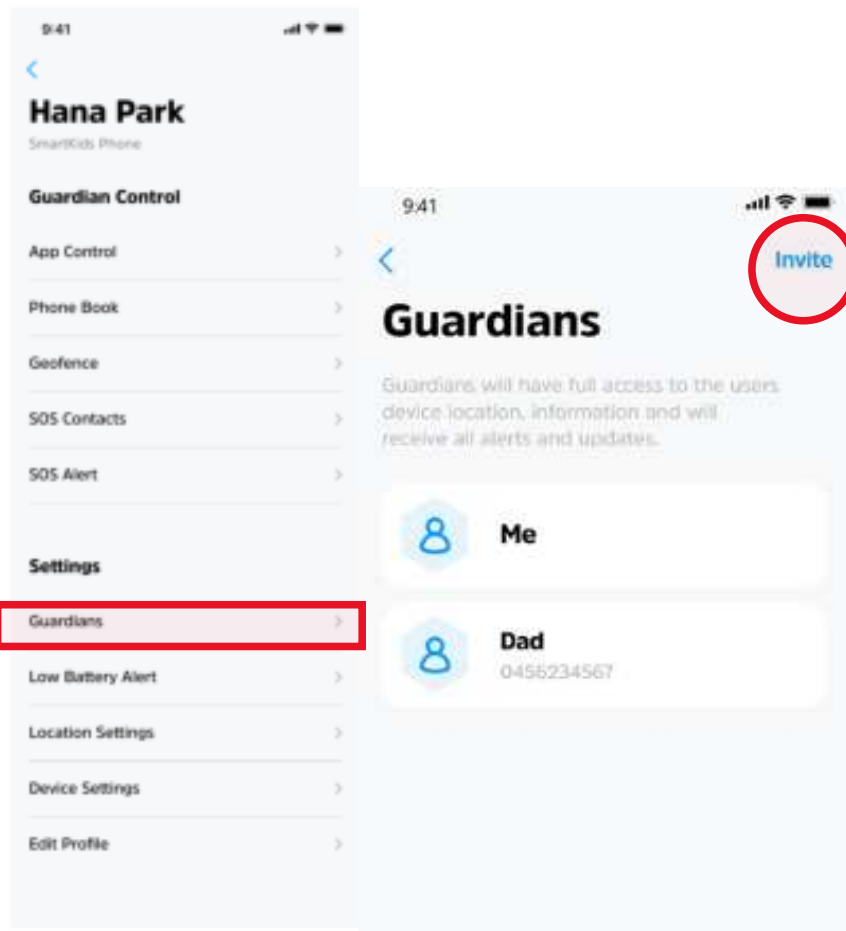 9:41
Hana Park
SmartKids Phone
Guardian Control
App Control
Phone Book
Geofence
SOS Contacts
SOS Alert
Settings
Guardians
Low Battery Alert
Location Settings
Device Settings
Edit Profile
9:41
Invite
Guardians
Guardians will have full access to the users
device location, information and will
receive all alerts and updates.
Me
Dad
0456234567